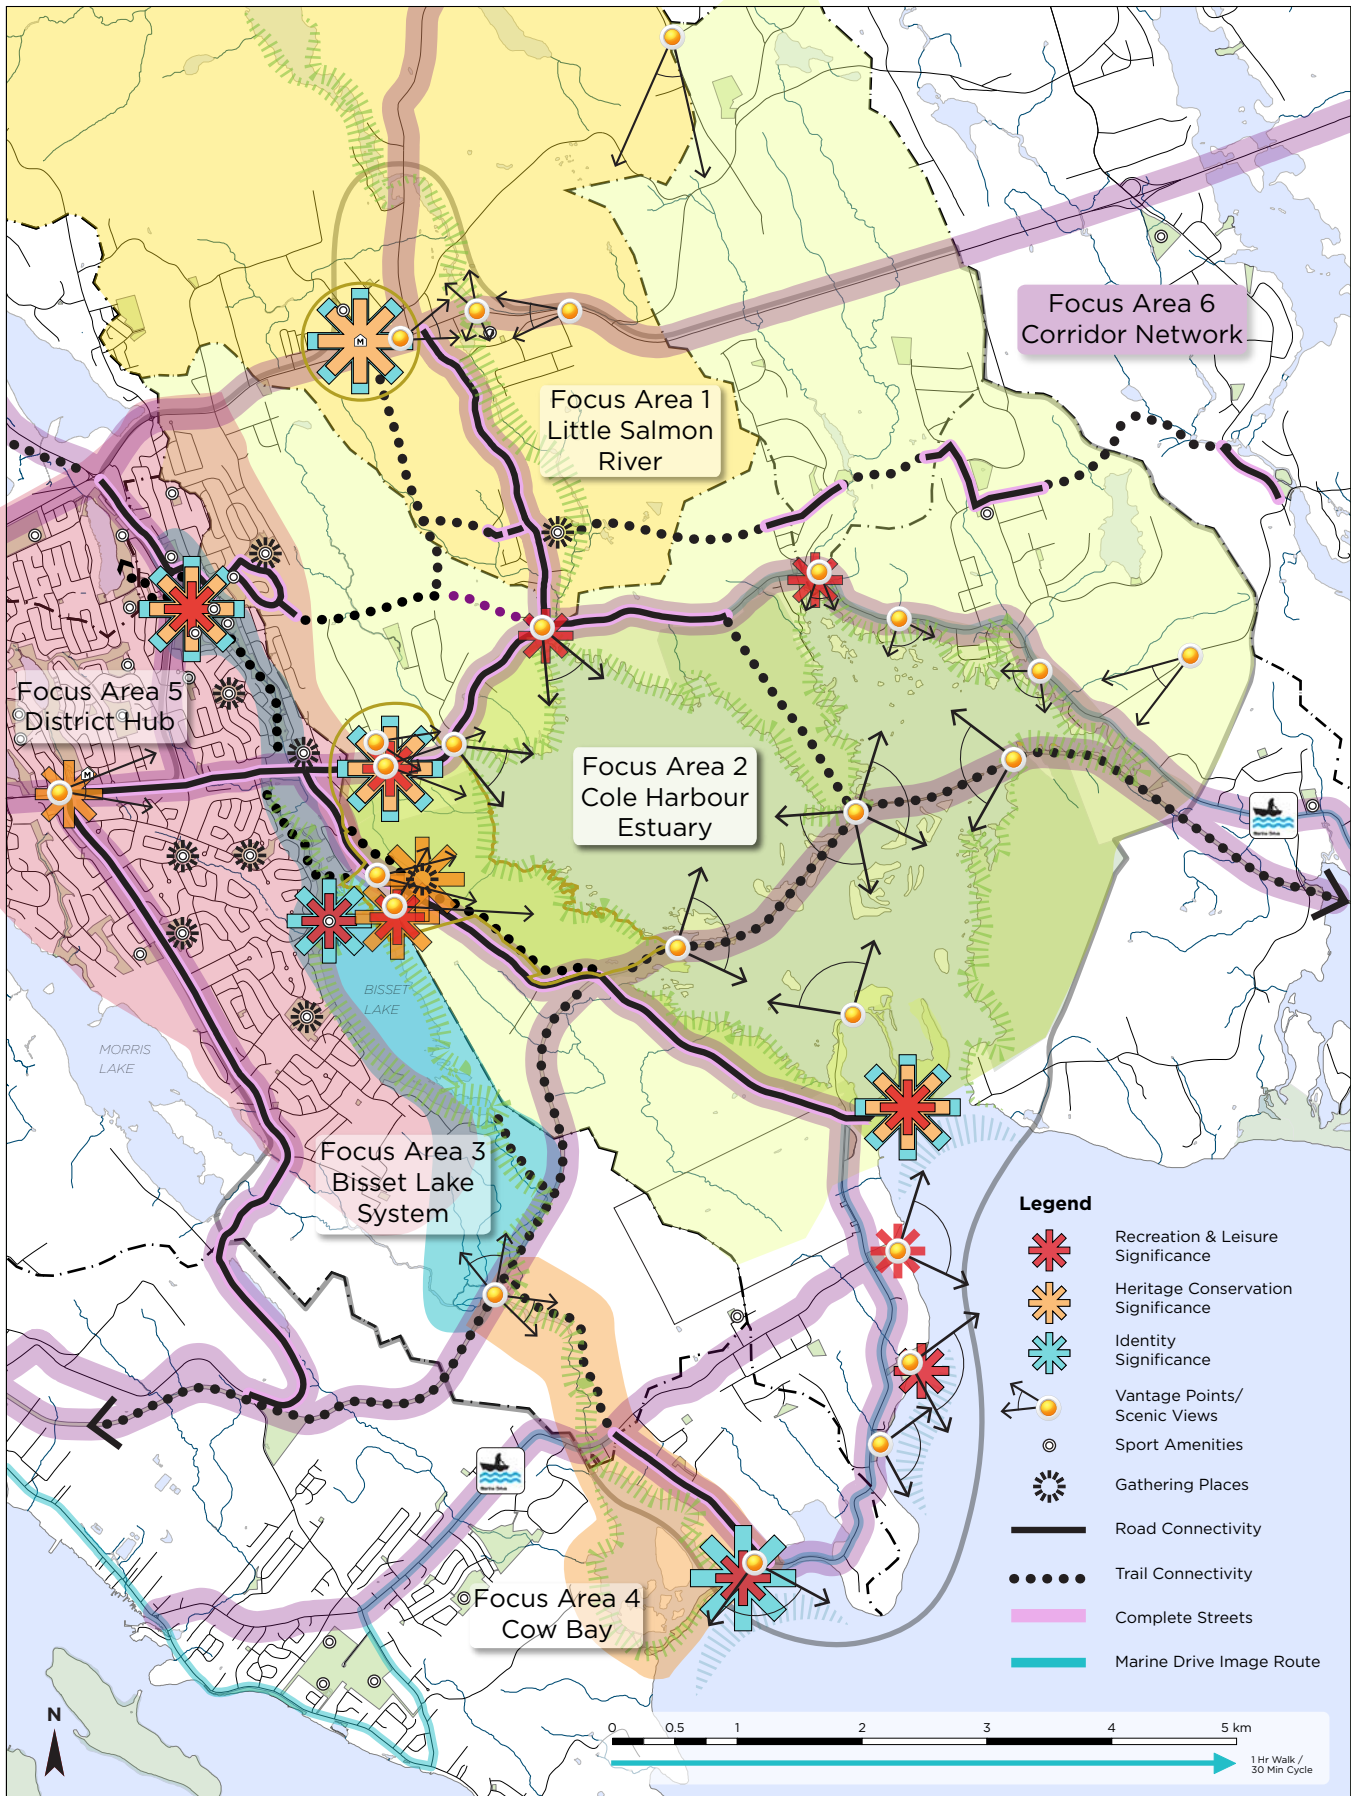 Focus Area 6
Corridor Network
M
Focus Area 1
Little Salmon
River
Focus Area 5
District Hub
M
Focus Area 2
Cole Harbour
Estuary
Marine Drive
BISSET
LAKE
MORRIS
LAKE
Focus Area 3
Bisset Lake
System
Marine Drive
Focus Area 4
Cow Bay
Legend
Recreation & Leisure
Significance
Heritage Conservation
Significance
Identity
Significance
Vantage Points/
Scenic Views
Sport Amenities
Gathering Places
Road Connectivity
Trail Connectivity
Complete Streets
Marine Drive Image Route
N
0 0.5 1 2 3 4 5 km
1 Hr Walk /
30 Min Cycle